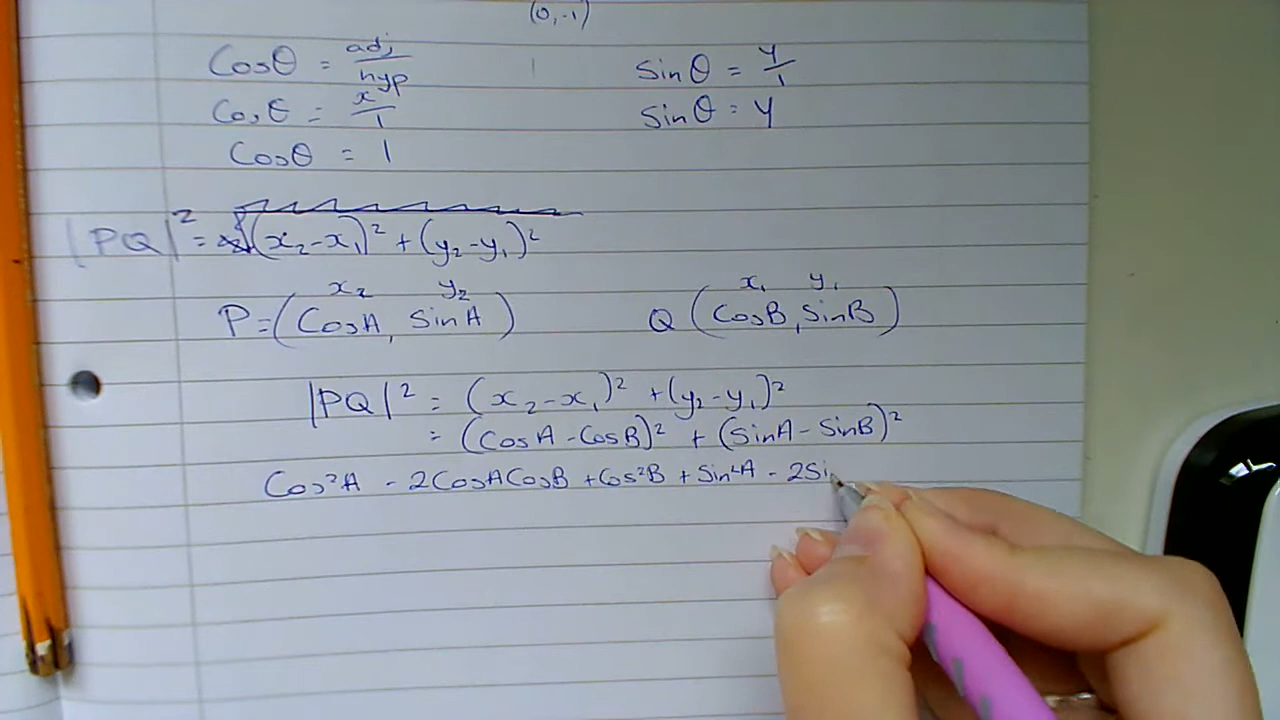 (0,-1)
Cosθ = adj/hyp
Sinθ = y/1
Cosθ = x/1
Sinθ = y
Cosθ = 1
|PQ|² = (x₂-x₁)² + (y₂-y₁)²
x₂ y₂
x₁ y₁
P=(CosA, SinA)
Q (CosB, SinB)
|PQ|² = (x₂-x₁)² + (y₂-y₁)²
= (CosA - CosB)² + (SinA - SinB)²
Cos²A - 2CosACosB + Cos²B + Sin²A - 2Si